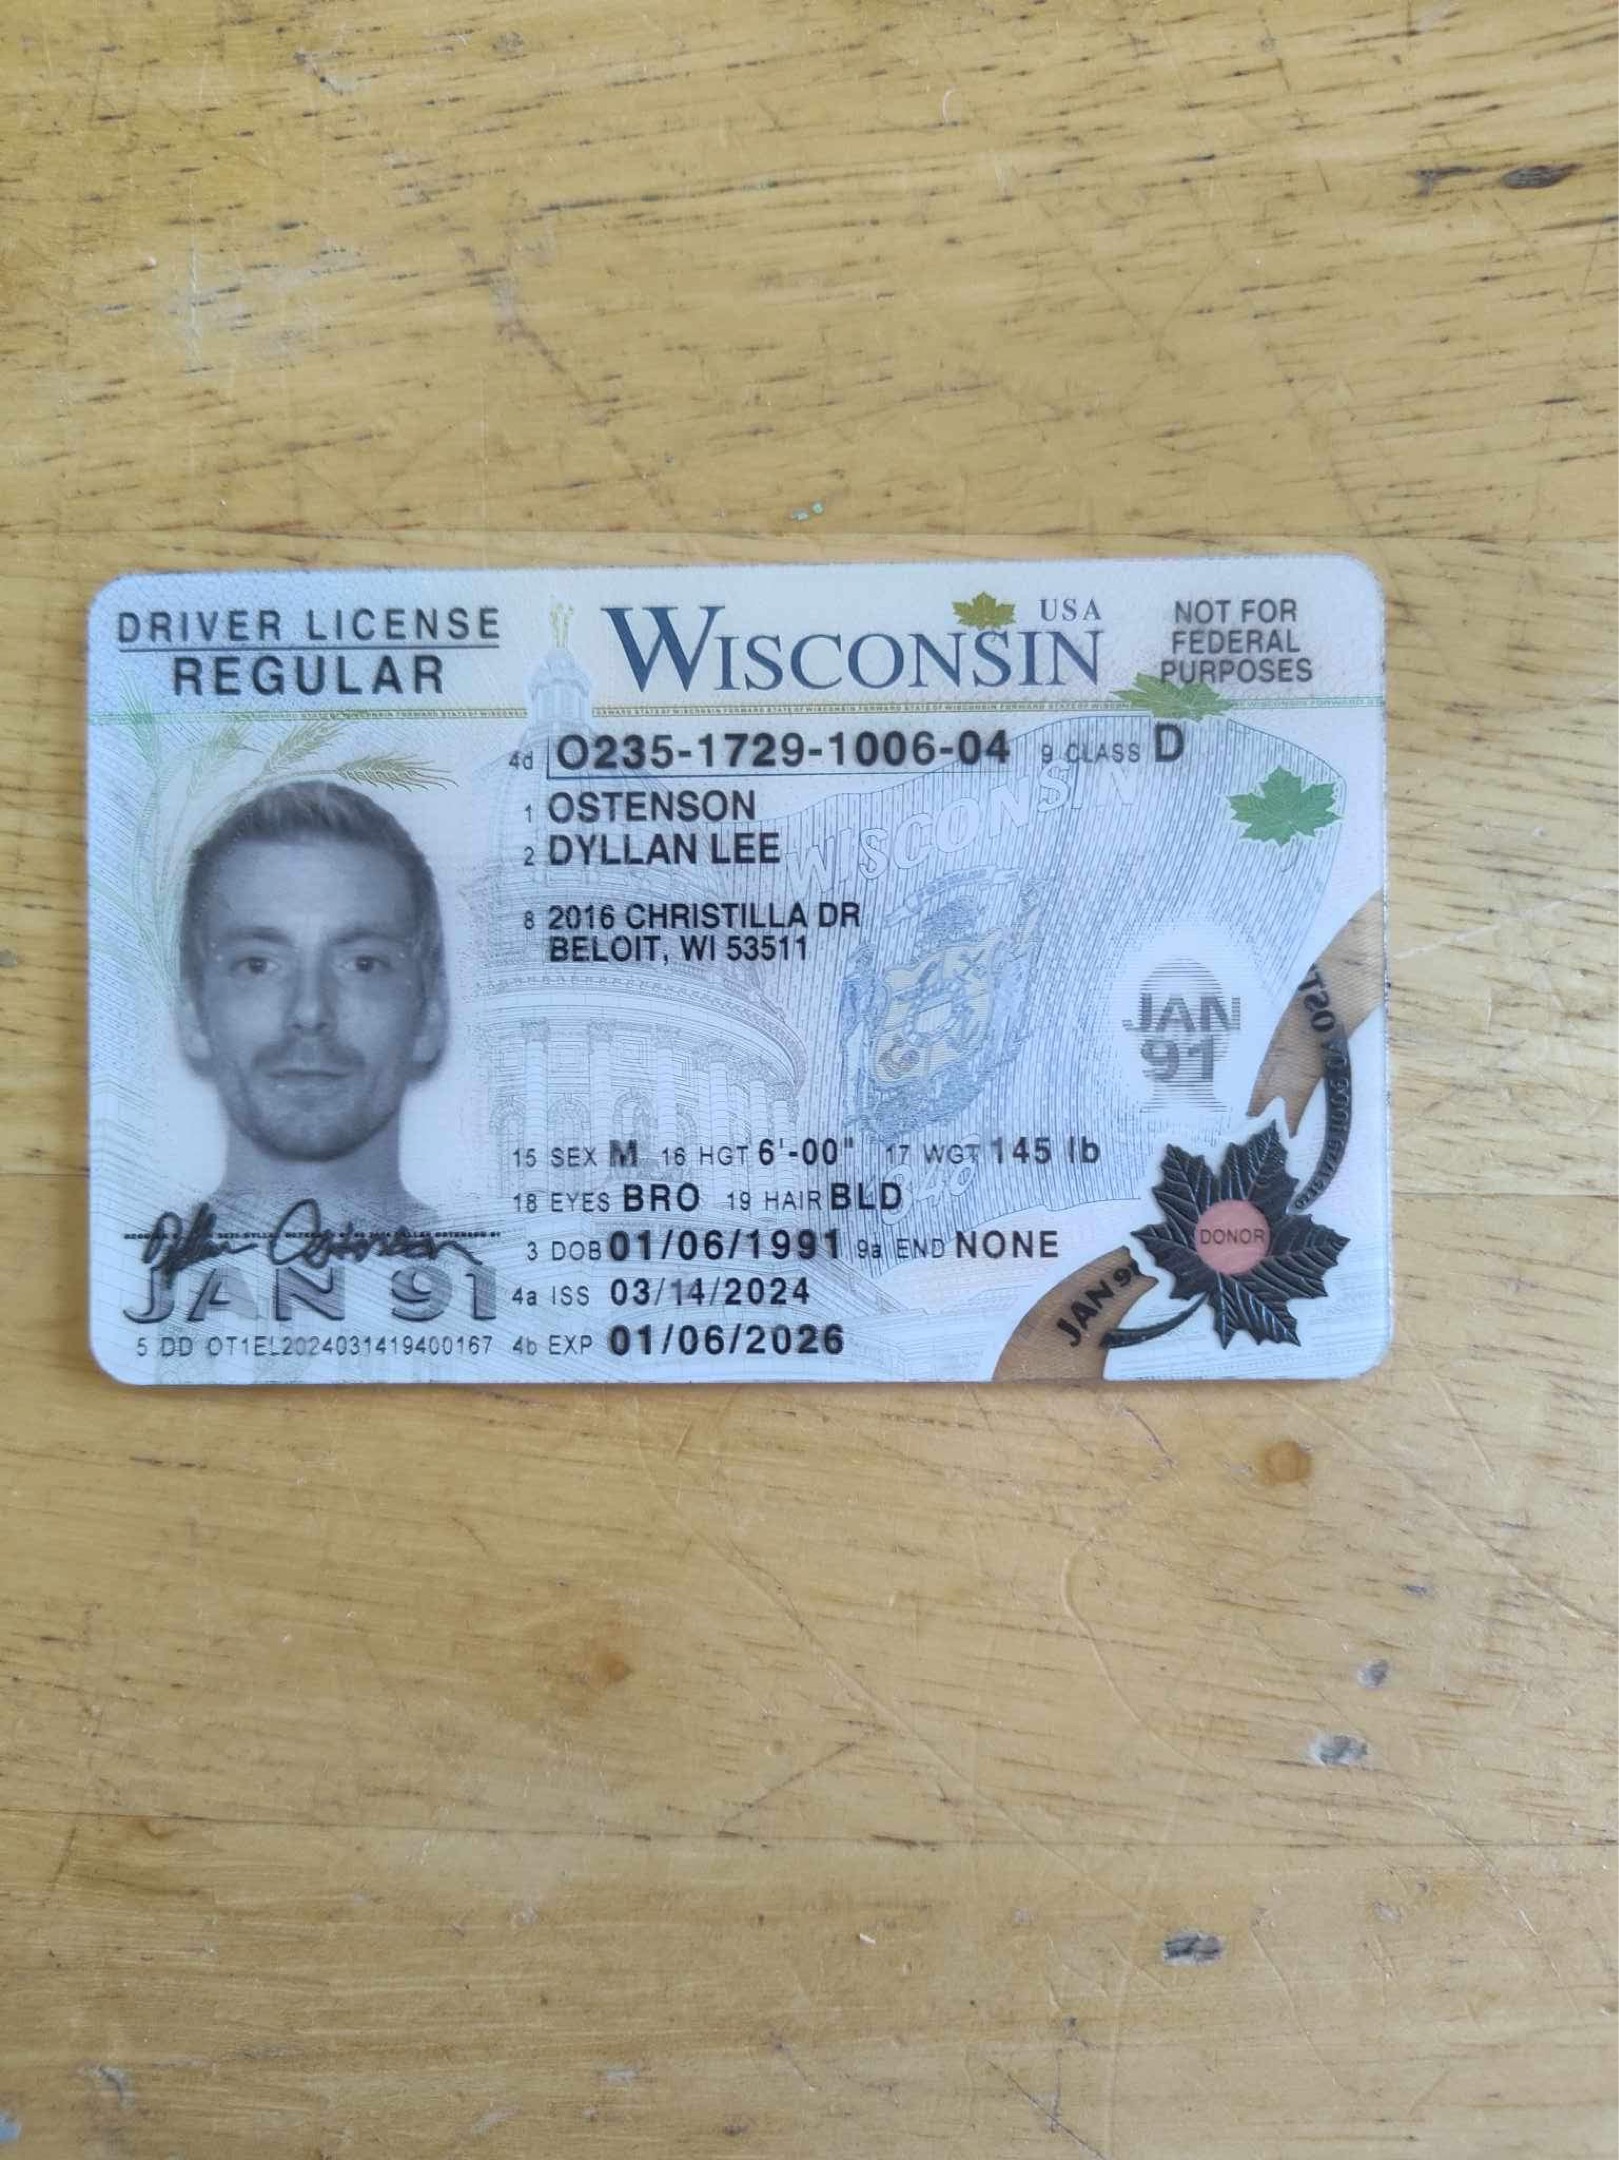 DRIVER LICENSE
REGULAR
WISCONSIN USA
NOT FOR
FEDERAL
PURPOSES
4d O235-1729-1006-04 9 CLASS D
1 OSTENSON
2 DYLLAN LEE
8 2016 CHRISTILLA DR
BELOIT, WI 53511
WISCONSIN
JAN
91
15 SEX M 16 HGT 6'-00" 17 WGT 145 lb
18 EYES BRO 19 HAIR BLD
3 DOB 01/06/1991 9a END NONE
4a ISS 03/14/2024
4b EXP 01/06/2026
JAN 91
5 DD OT1EL2024031419400167
DONOR
JAN 91